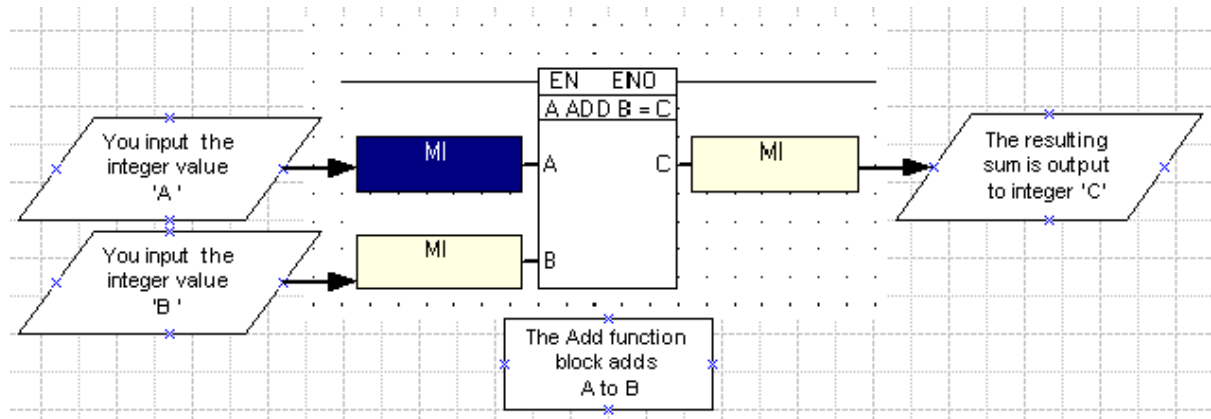 You input the
integer value
'A '
You input the
integer value
'B '
MI
MI
EN ENO
A ADD B = C
A
C
B
MI
The resulting
sum is output
to integer 'C'
The Add function
block adds
A to B